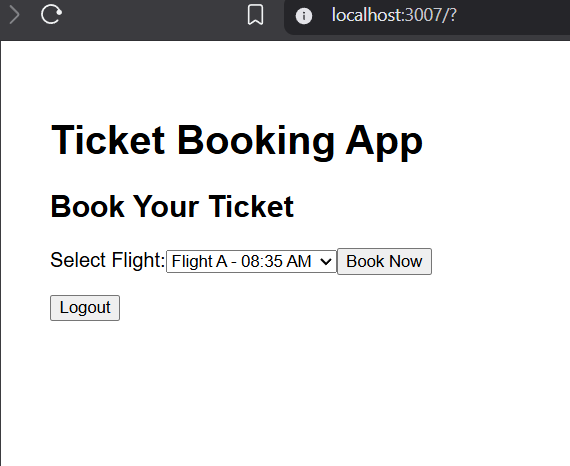 localhost:3007/?
Ticket Booking App
Book Your Ticket
Select Flight: Flight A - 08:35 AM Book Now
Logout